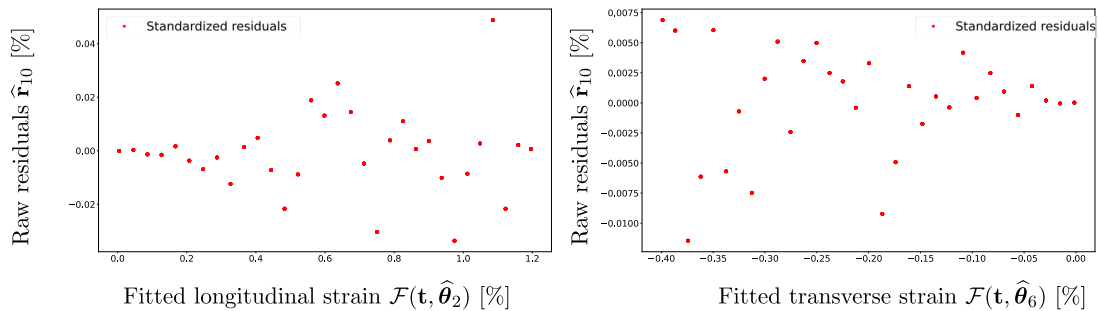 Raw residuals r̂₁₀ [%]
Standardized residuals
0.04
0.02
0.00
−0.02
0.0 0.2 0.4 0.6 0.8 1.0 1.2
Fitted longitudinal strain ℱ(t, θ̂₂) [%]
Raw residuals r̂₁₀ [%]
Standardized residuals
0.0075
0.0050
0.0025
0.0000
−0.0025
−0.0050
−0.0075
−0.0100
−0.40 −0.35 −0.30 −0.25 −0.20 −0.15 −0.10 −0.05 0.00
Fitted transverse strain ℱ(t, θ̂₆) [%]